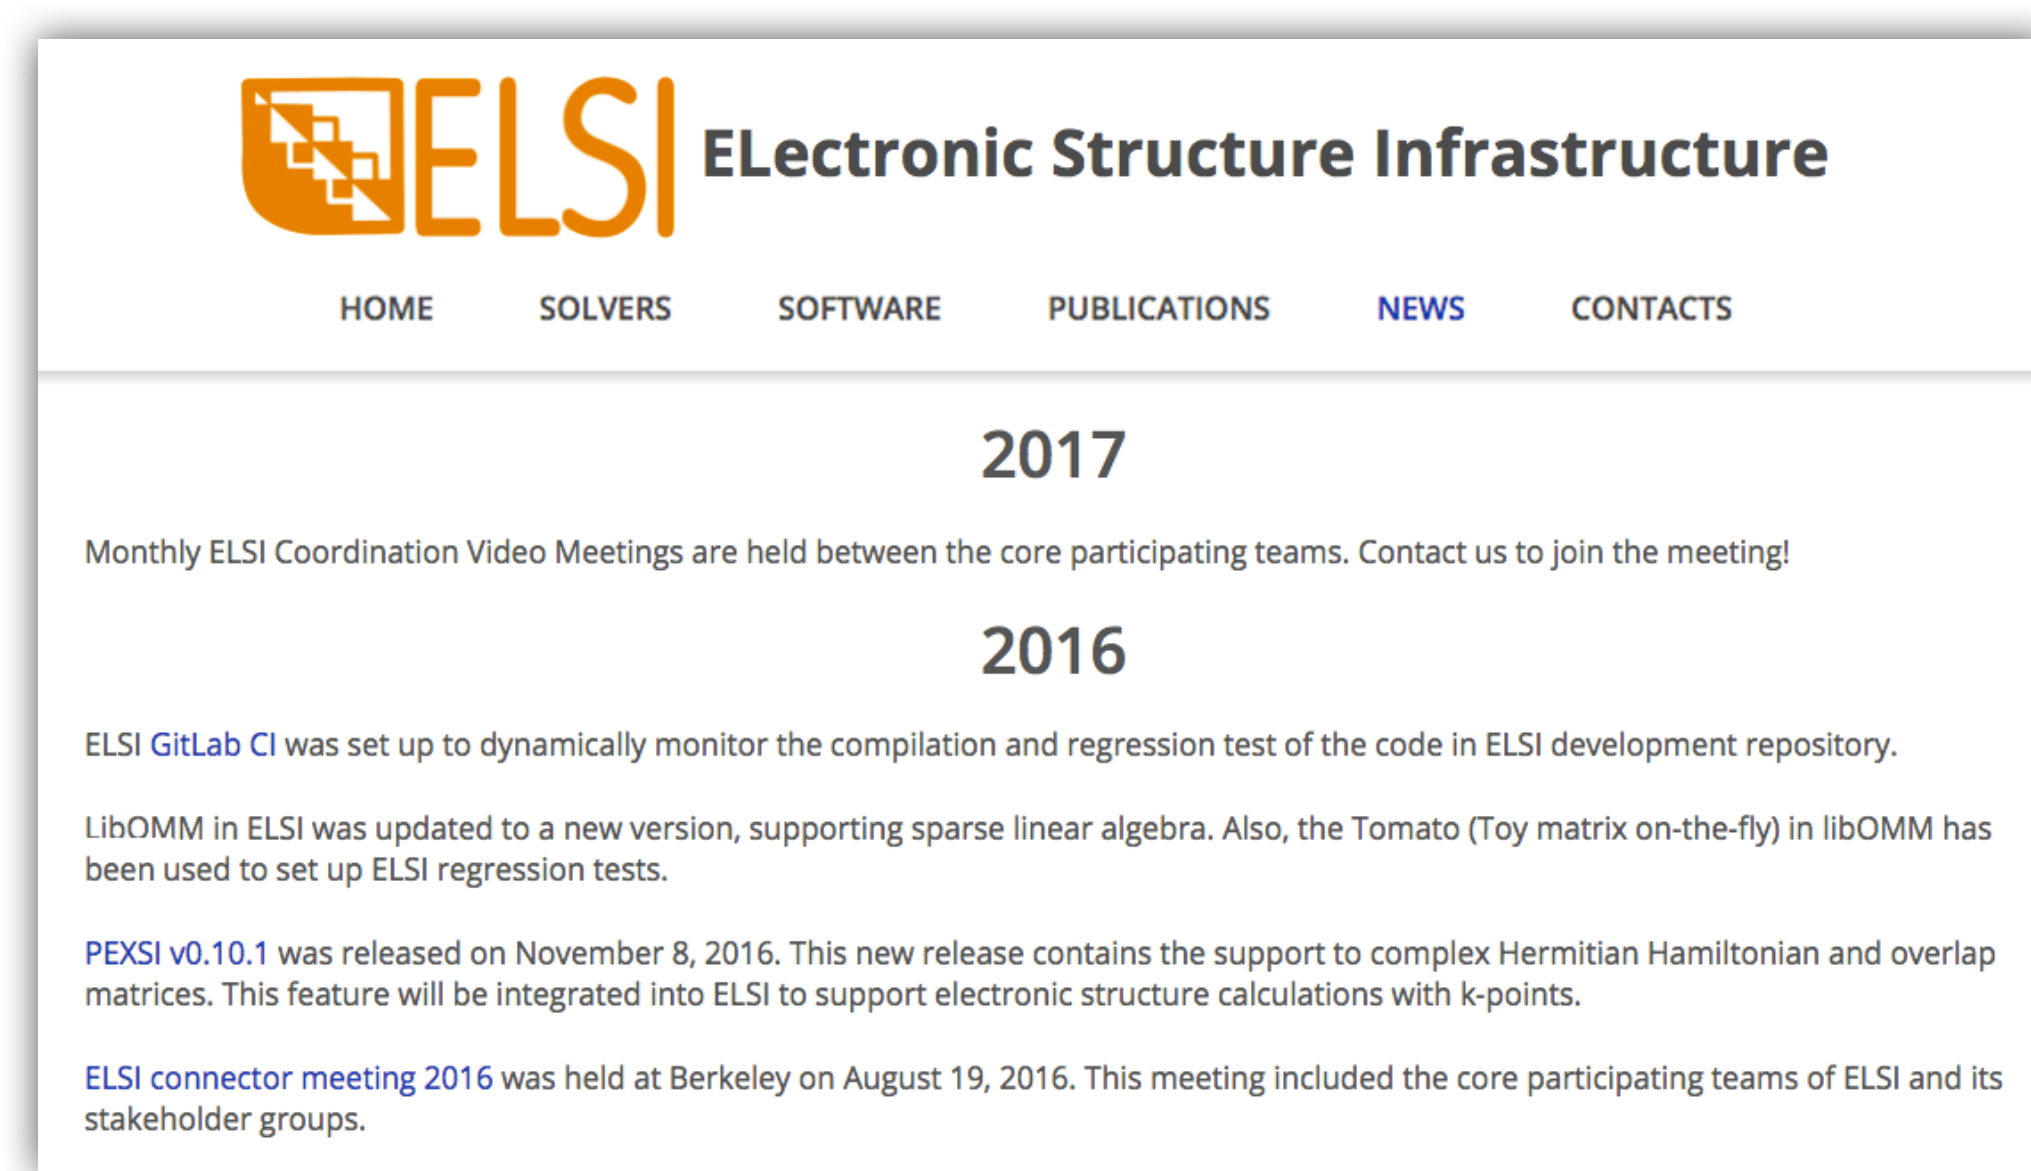 ELSI ELectronic Structure Infrastructure
HOME SOLVERS SOFTWARE PUBLICATIONS NEWS CONTACTS
2017
Monthly ELSI Coordination Video Meetings are held between the core participating teams. Contact us to join the meeting!
2016
ELSI GitLab CI was set up to dynamically monitor the compilation and regression test of the code in ELSI development repository.
LibOMM in ELSI was updated to a new version, supporting sparse linear algebra. Also, the Tomato (Toy matrix on-the-fly) in libOMM has
been used to set up ELSI regression tests.
PEXSI v0.10.1 was released on November 8, 2016. This new release contains the support to complex Hermitian Hamiltonian and overlap
matrices. This feature will be integrated into ELSI to support electronic structure calculations with k-points.
ELSI connector meeting 2016 was held at Berkeley on August 19, 2016. This meeting included the core participating teams of ELSI and its
stakeholder groups.